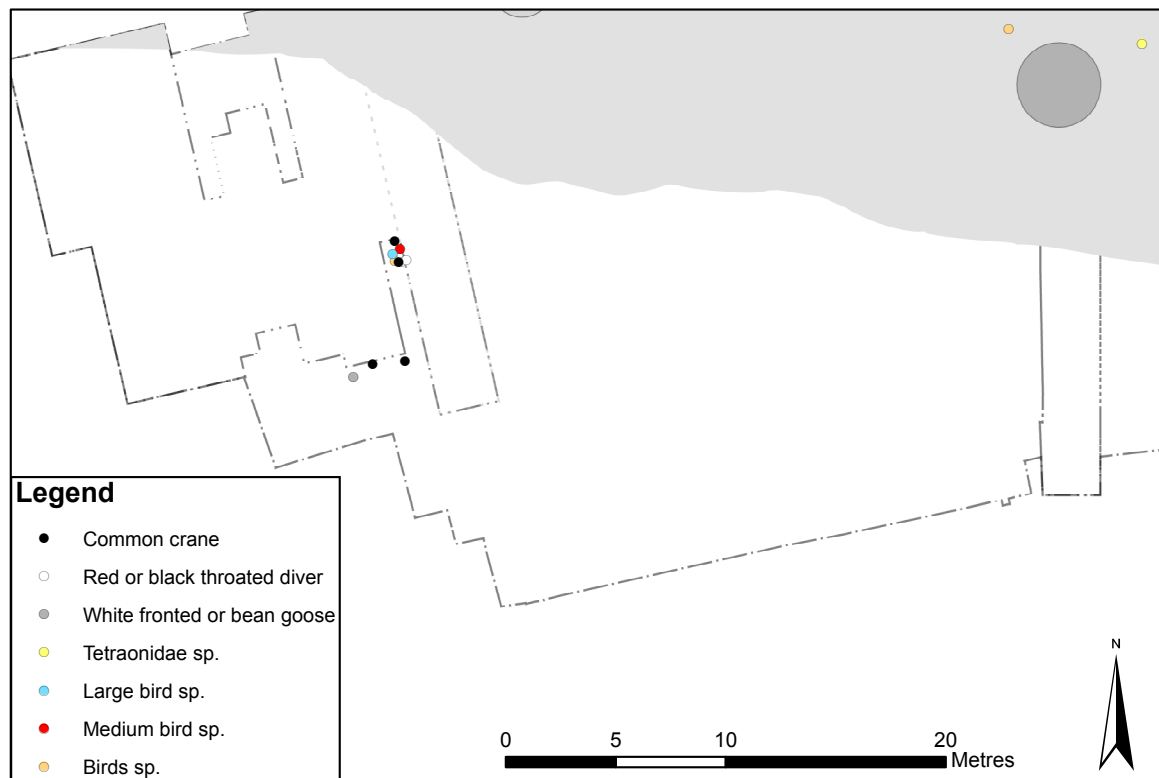 Legend
Common crane
Red or black throated diver
White fronted or bean goose
Tetraonidae sp.
Large bird sp.
Medium bird sp.
Birds sp.
N
0 5 10 20
Metres